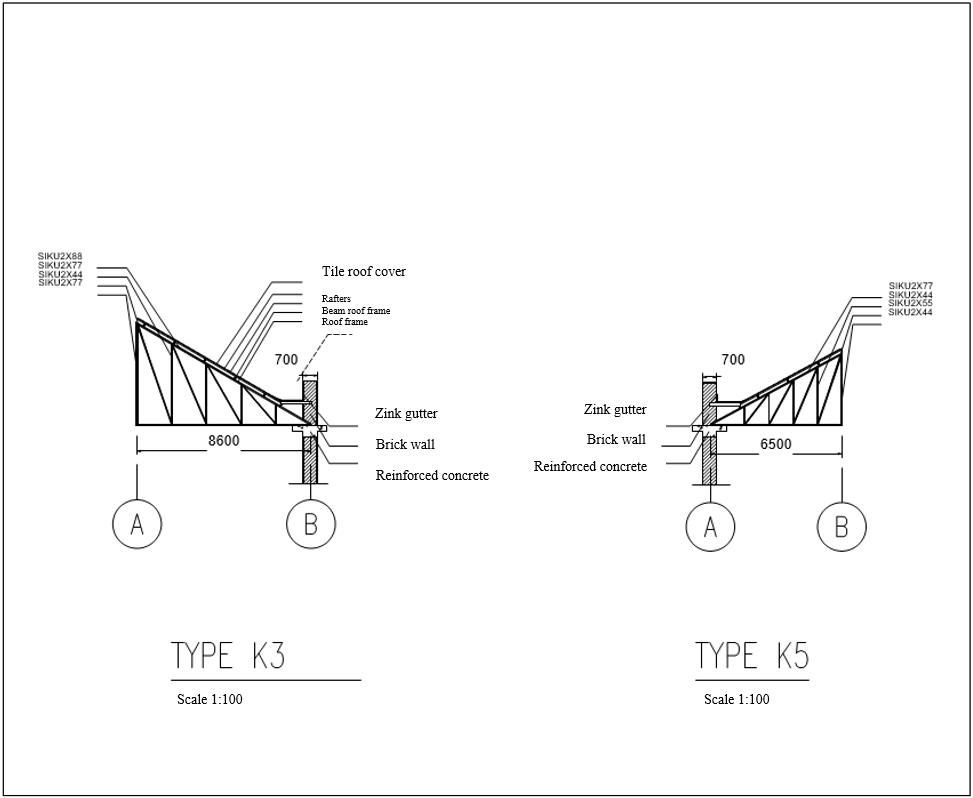 SIKU2X88
SIKU2X77
SIKU2X44
SIKU2X77
Tile roof cover
Rafters
Beam roof frame
Roof frame
700
Zink gutter
Brick wall
Reinforced concrete
8600
A
B
TYPE K3
Scale 1:100
SIKU2X77
SIKU2X44
SIKU2X55
SIKU2X44
700
Zink gutter
Brick wall
Reinforced concrete
6500
A
B
TYPE K5
Scale 1:100